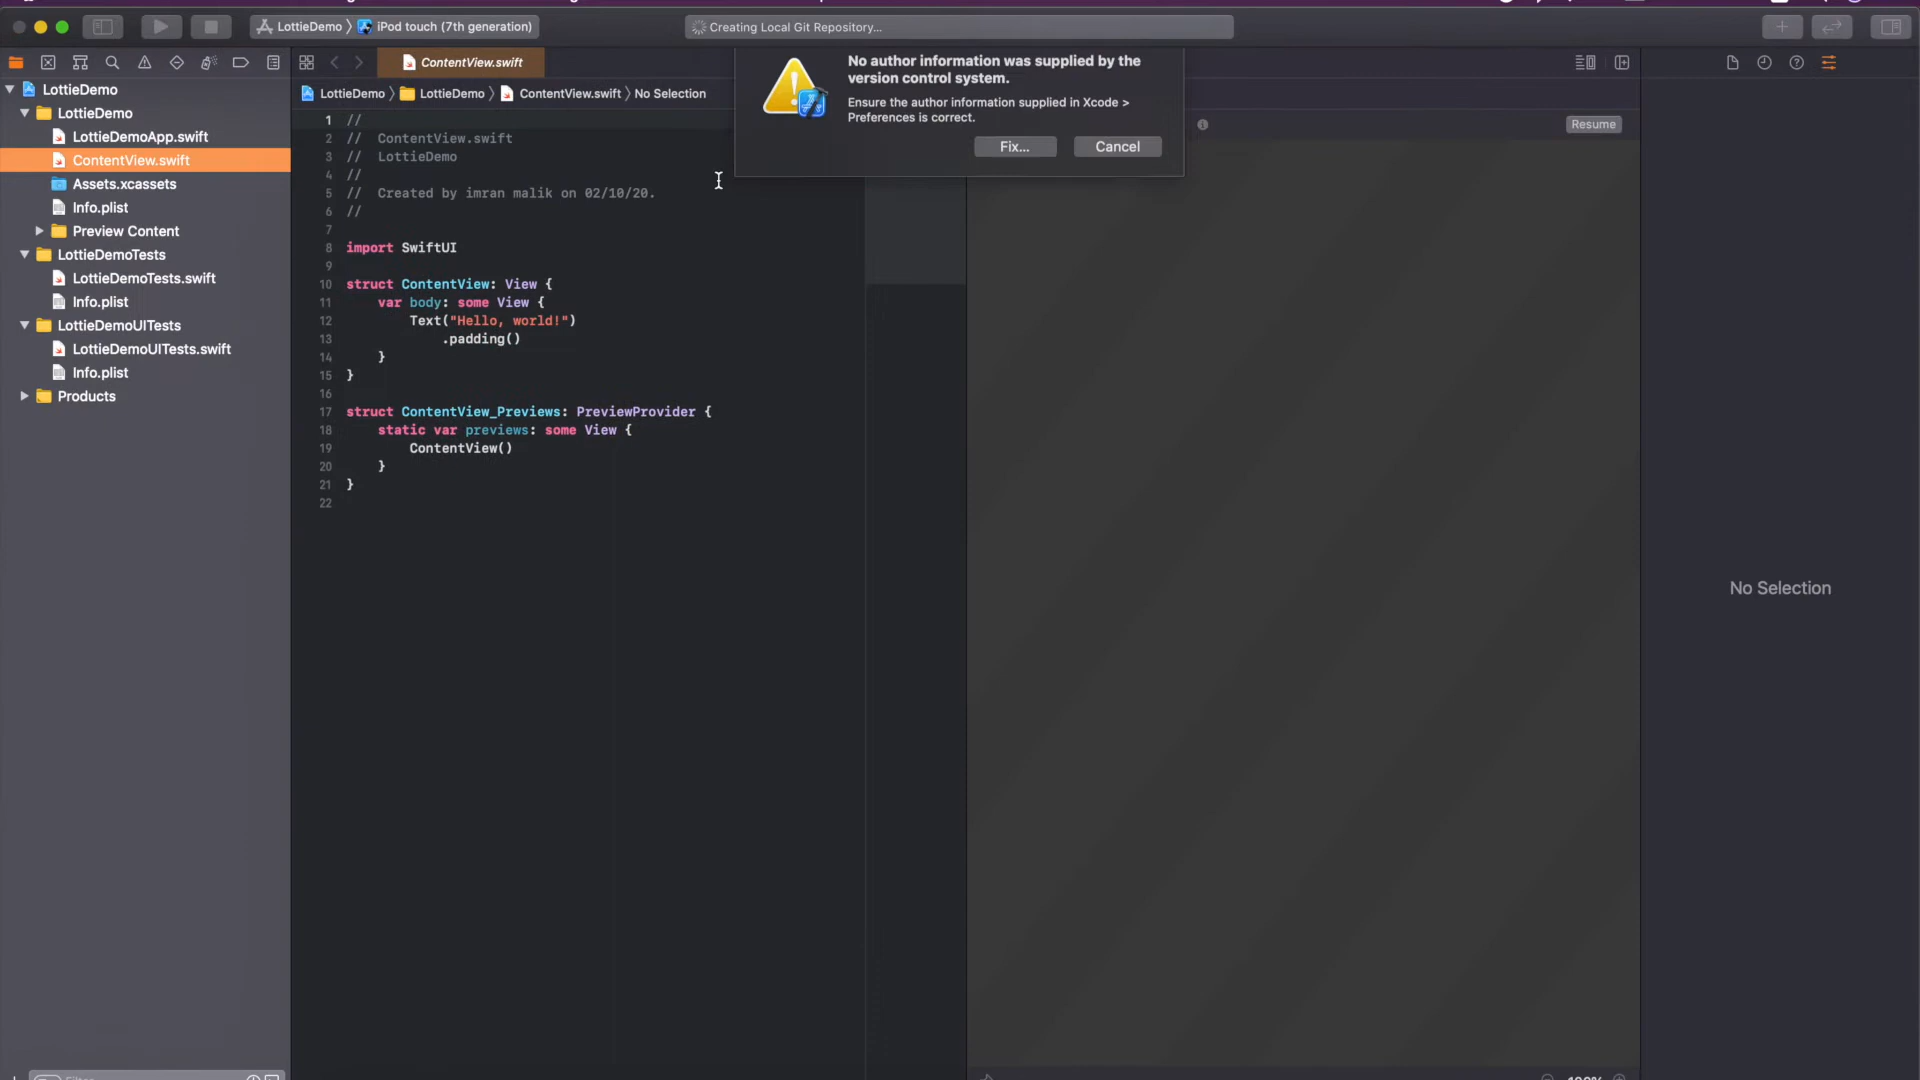 LottieDemo 〉 iPod touch (7th generation)
Creating Local Git Repository...
ContentView.swift
LottieDemo 〉 LottieDemo 〉 ContentView.swift 〉 No Selection
No author information was supplied by the
version control system.
Ensure the author information supplied in Xcode >
Preferences is correct.
Fix...
Cancel
Resume
LottieDemo
LottieDemo
LottieDemoApp.swift
ContentView.swift
Assets.xcassets
Info.plist
Preview Content
LottieDemoTests
LottieDemoTests.swift
Info.plist
LottieDemoUITests
LottieDemoUITests.swift
Info.plist
Products
1 //
2 //  ContentView.swift
3 //  LottieDemo
4 //
5 //  Created by imran malik on 02/10/20.
6 //
7
8 import SwiftUI
9
10 struct ContentView: View {
11     var body: some View {
12         Text("Hello, world!")
13             .padding()
14     }
15 }
16
17 struct ContentView_Previews: PreviewProvider {
18     static var previews: some View {
19         ContentView()
20     }
21 }
22
No Selection